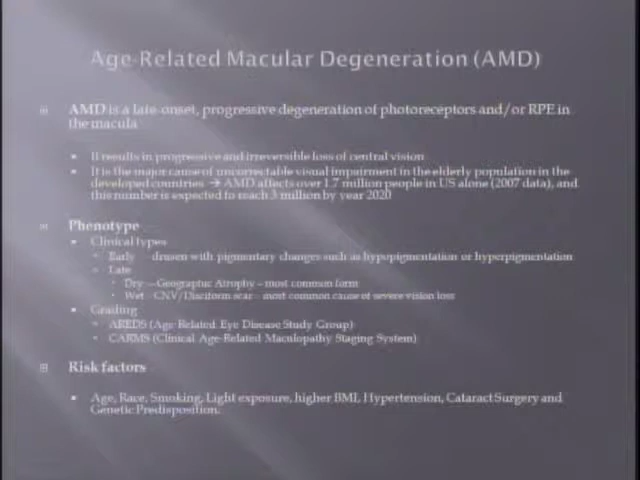 Age-Related Macular Degeneration (AMD)
AMD is a late-onset, progressive degeneration of photoreceptors and/or RPE in
the macula
It results in progressive and irreversible loss of central vision
It is the major cause of uncorrectable visual impairment in the elderly population in the
developed countries → AMD affects over 1.7 million people in US alone (2007 data), and
this number is expected to reach 3 million by year 2020
Phenotype
Clinical types
Early – drusen with pigmentary changes such as hypopigmentation or hyperpigmentation
Late
Dry – Geographic Atrophy – most common form
Wet – CNV/Disciform scar – most common cause of severe vision loss
Grading
AREDS (Age-Related Eye Disease Study Group)
CARMS (Clinical Age-Related Maculopathy Staging System)
Risk factors
Age, Race, Smoking, Light exposure, higher BMI, Hypertension, Cataract Surgery and
Genetic Predisposition.